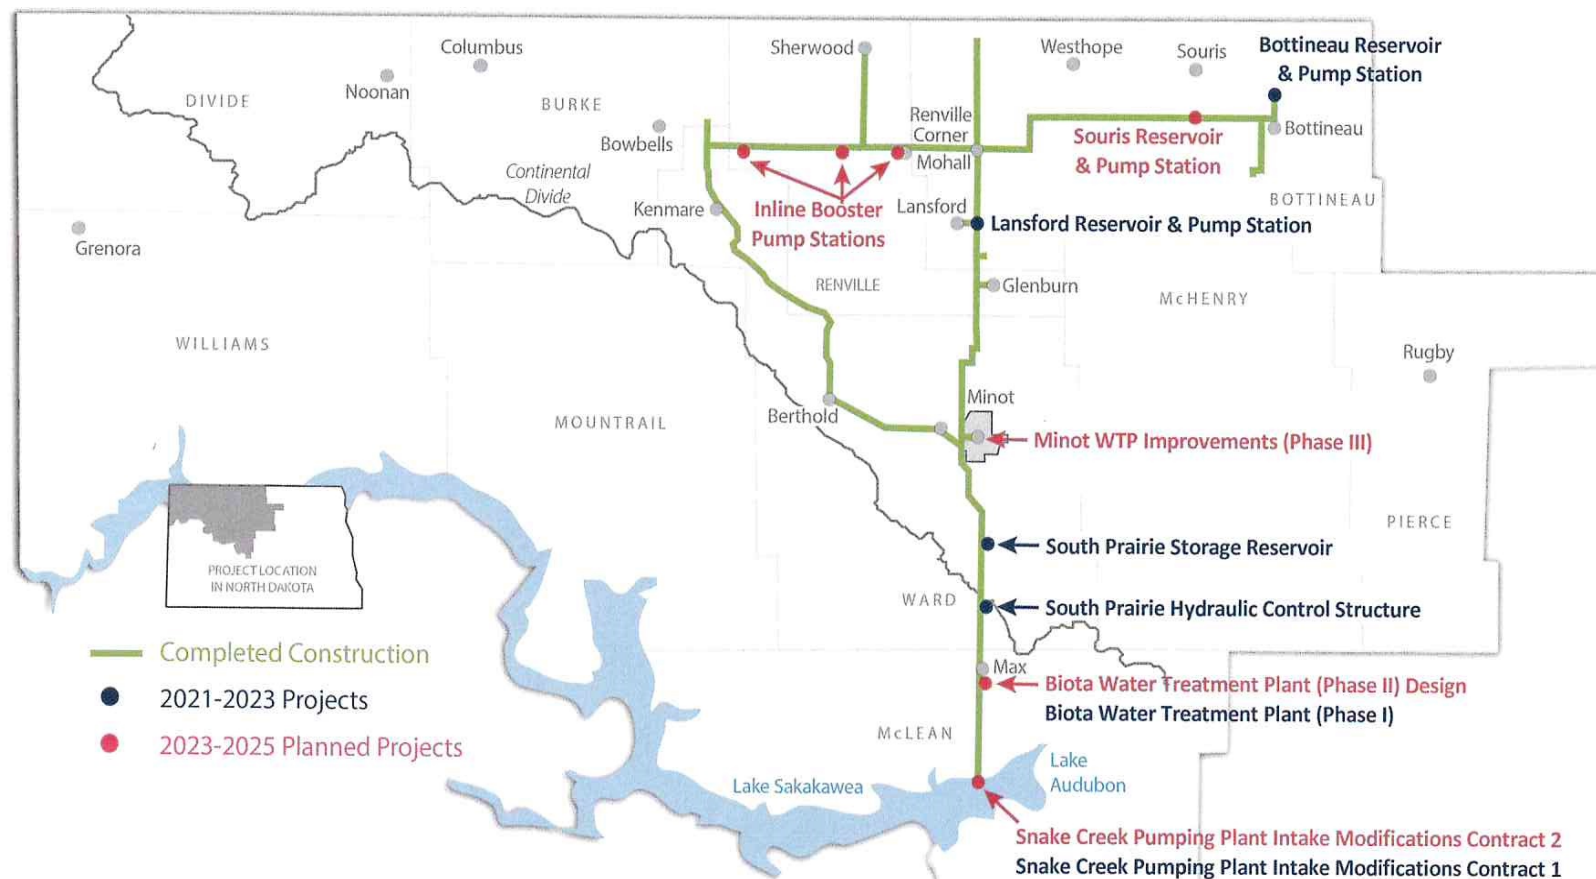 Columbus
Sherwood
Westhope
Souris
Bottineau Reservoir
& Pump Station
Noonan
DIVIDE
BURKE
Bowbells
Renville
Corner
Mohall
Souris Reservoir
& Pump Station
Bottineau
Continental
Divide
Kenmare
Inline Booster
Pump Stations
Lansford
Lansford Reservoir & Pump Station
BOTTINEAU
Grenora
RENVILLE
Glenburn
McHENRY
WILLIAMS
Rugby
MOUNTRAIL
Berthold
Minot
Minot WTP Improvements (Phase III)
PIERCE
PROJECT LOCATION
IN NORTH DAKOTA
South Prairie Storage Reservoir
WARD
South Prairie Hydraulic Control Structure
Completed Construction
2021-2023 Projects
2023-2025 Planned Projects
Max
Biota Water Treatment Plant (Phase II) Design
Biota Water Treatment Plant (Phase I)
McLEAN
Lake Sakakawea
Lake
Audubon
Snake Creek Pumping Plant Intake Modifications Contract 2
Snake Creek Pumping Plant Intake Modifications Contract 1